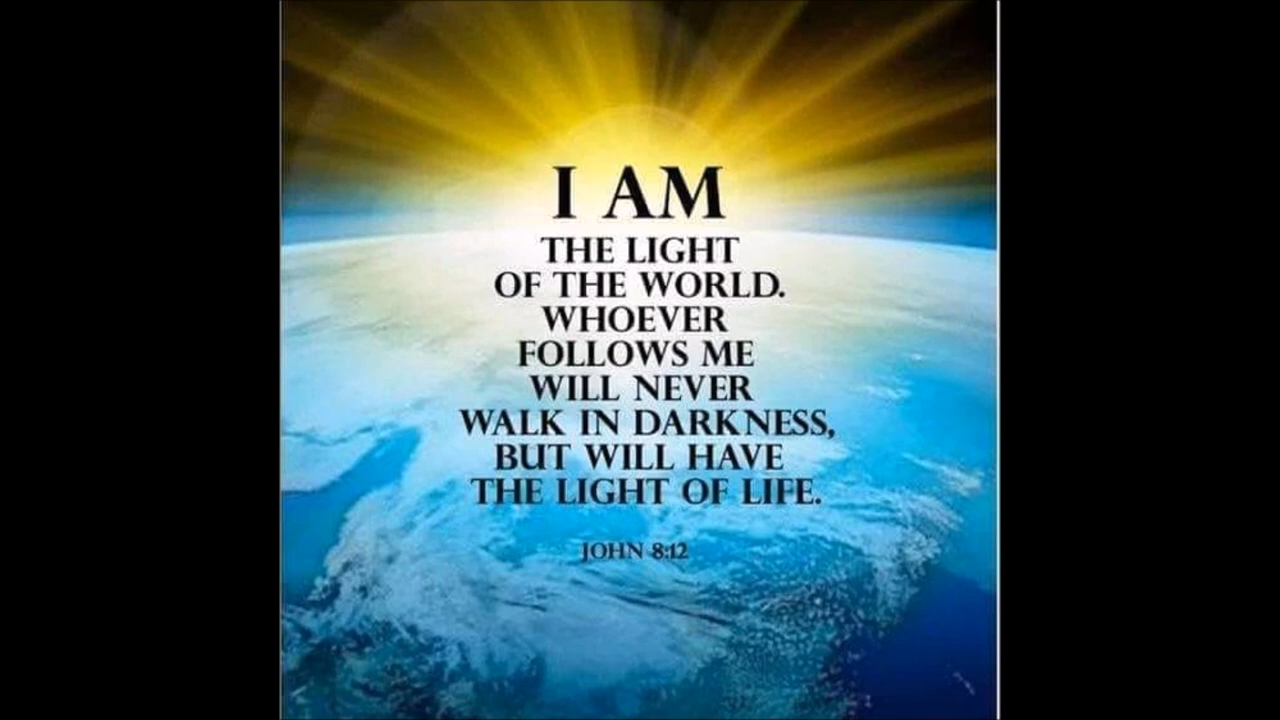 I AM
THE LIGHT
OF THE WORLD.
WHOEVER
FOLLOWS ME
WILL NEVER
WALK IN DARKNESS,
BUT WILL HAVE
THE LIGHT OF LIFE.
JOHN 8:12